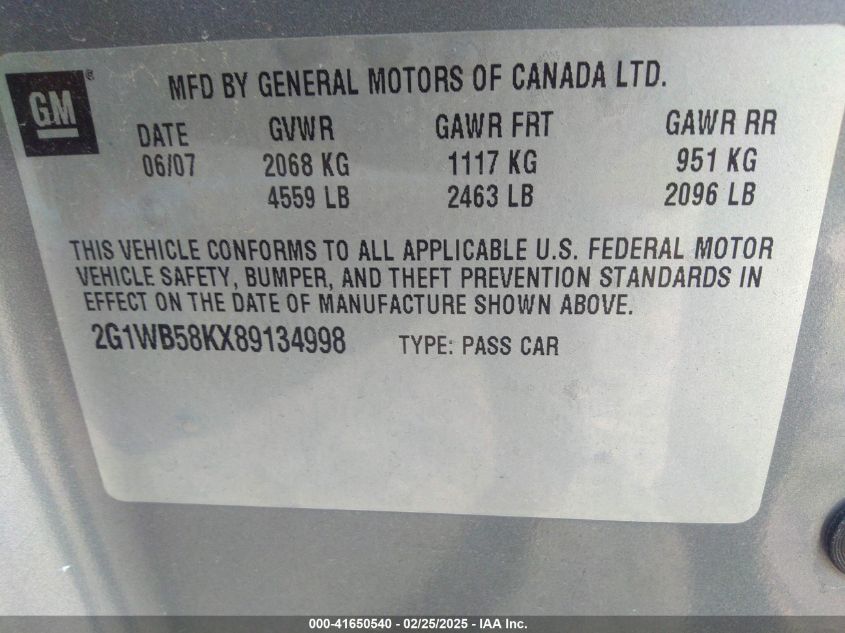 GM®
MFD BY GENERAL MOTORS OF CANADA LTD.
DATE GVWR GAWR FRT GAWR RR
06/07 2068 KG 1117 KG 951 KG
4559 LB 2463 LB 2096 LB
THIS VEHICLE CONFORMS TO ALL APPLICABLE U.S. FEDERAL MOTOR
VEHICLE SAFETY, BUMPER, AND THEFT PREVENTION STANDARDS IN
EFFECT ON THE DATE OF MANUFACTURE SHOWN ABOVE.
2G1WB58KX89134998 TYPE: PASS CAR
000-41650540 - 02/25/2025 - IAA Inc.